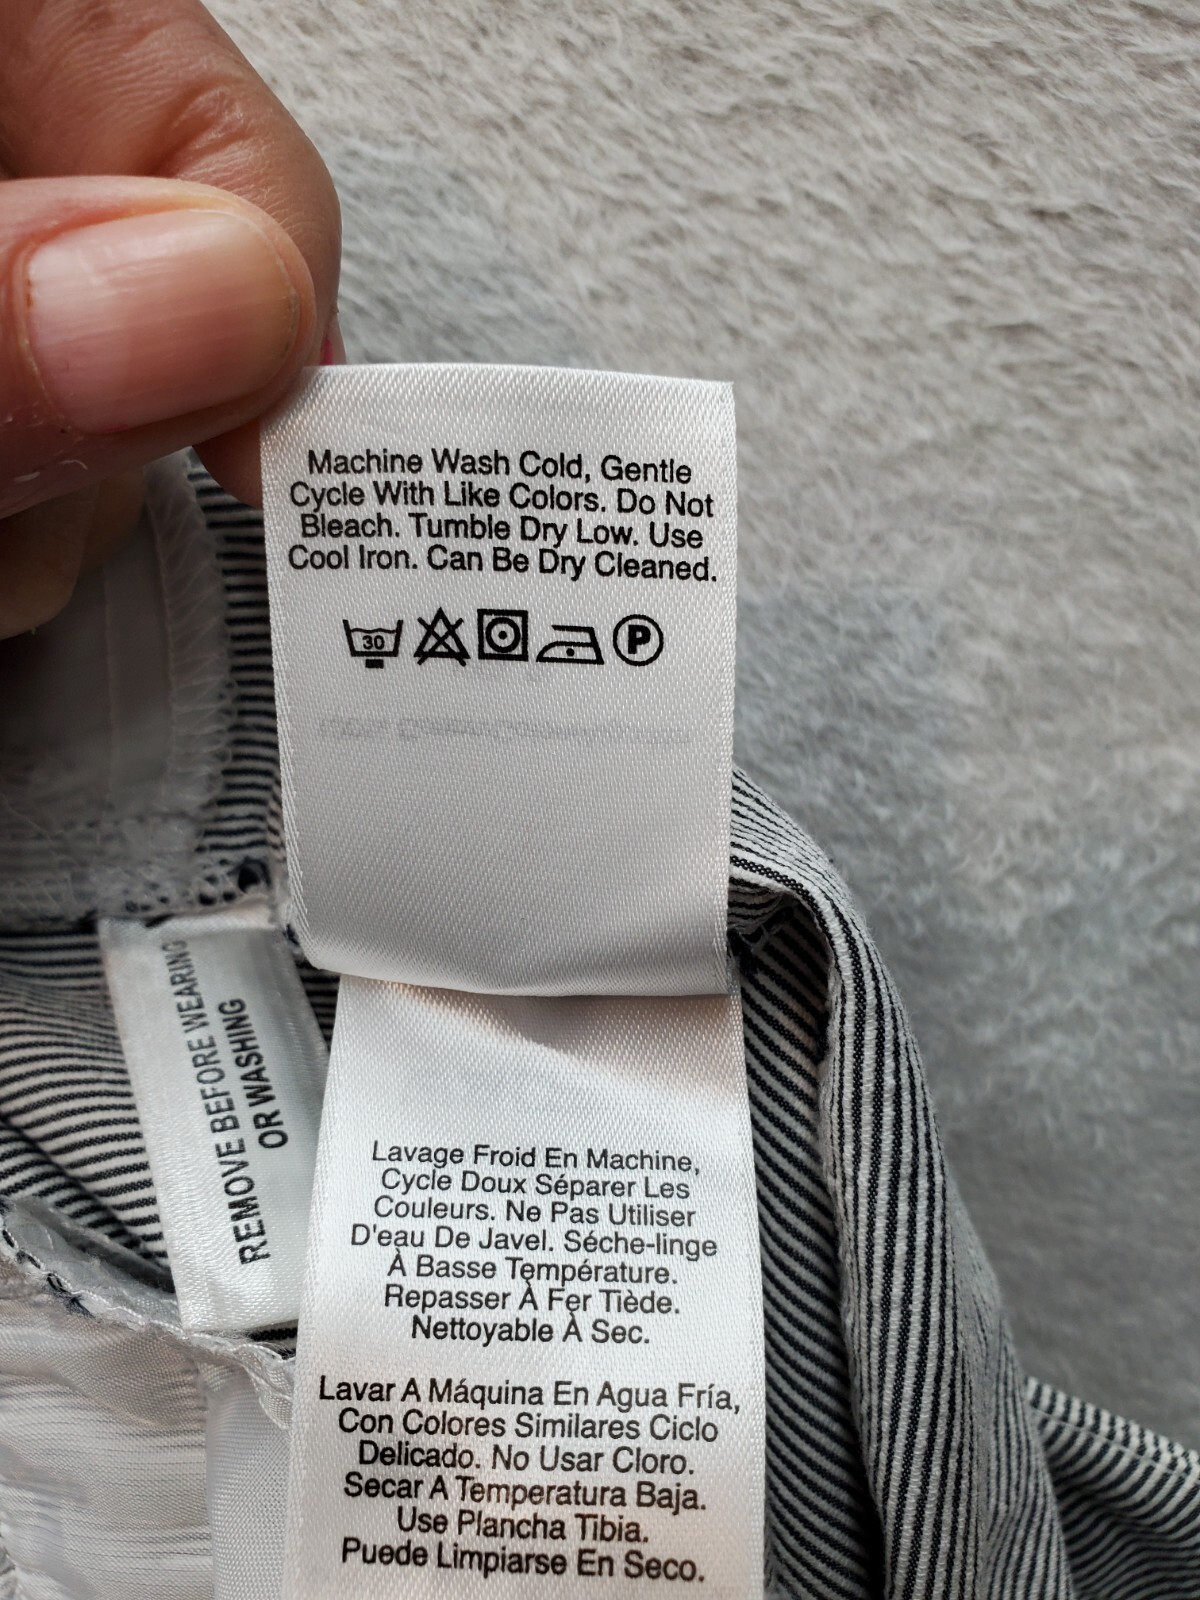 Machine Wash Cold, Gentle
Cycle With Like Colors. Do Not
Bleach. Tumble Dry Low. Use
Cool Iron. Can Be Dry Cleaned.
30
P
REMOVE BEFORE WEARING
OR WASHING
Lavage Froid En Machine,
Cycle Doux Séparer Les
Couleurs. Ne Pas Utiliser
D'eau De Javel. Séche-linge
À Basse Température.
Repasser À Fer Tiède.
Nettoyable À Sec.
Lavar A Máquina En Agua Fría,
Con Colores Similares Ciclo
Delicado. No Usar Cloro.
Secar A Temperatura Baja.
Use Plancha Tibia.
Puede Limpiarse En Seco.